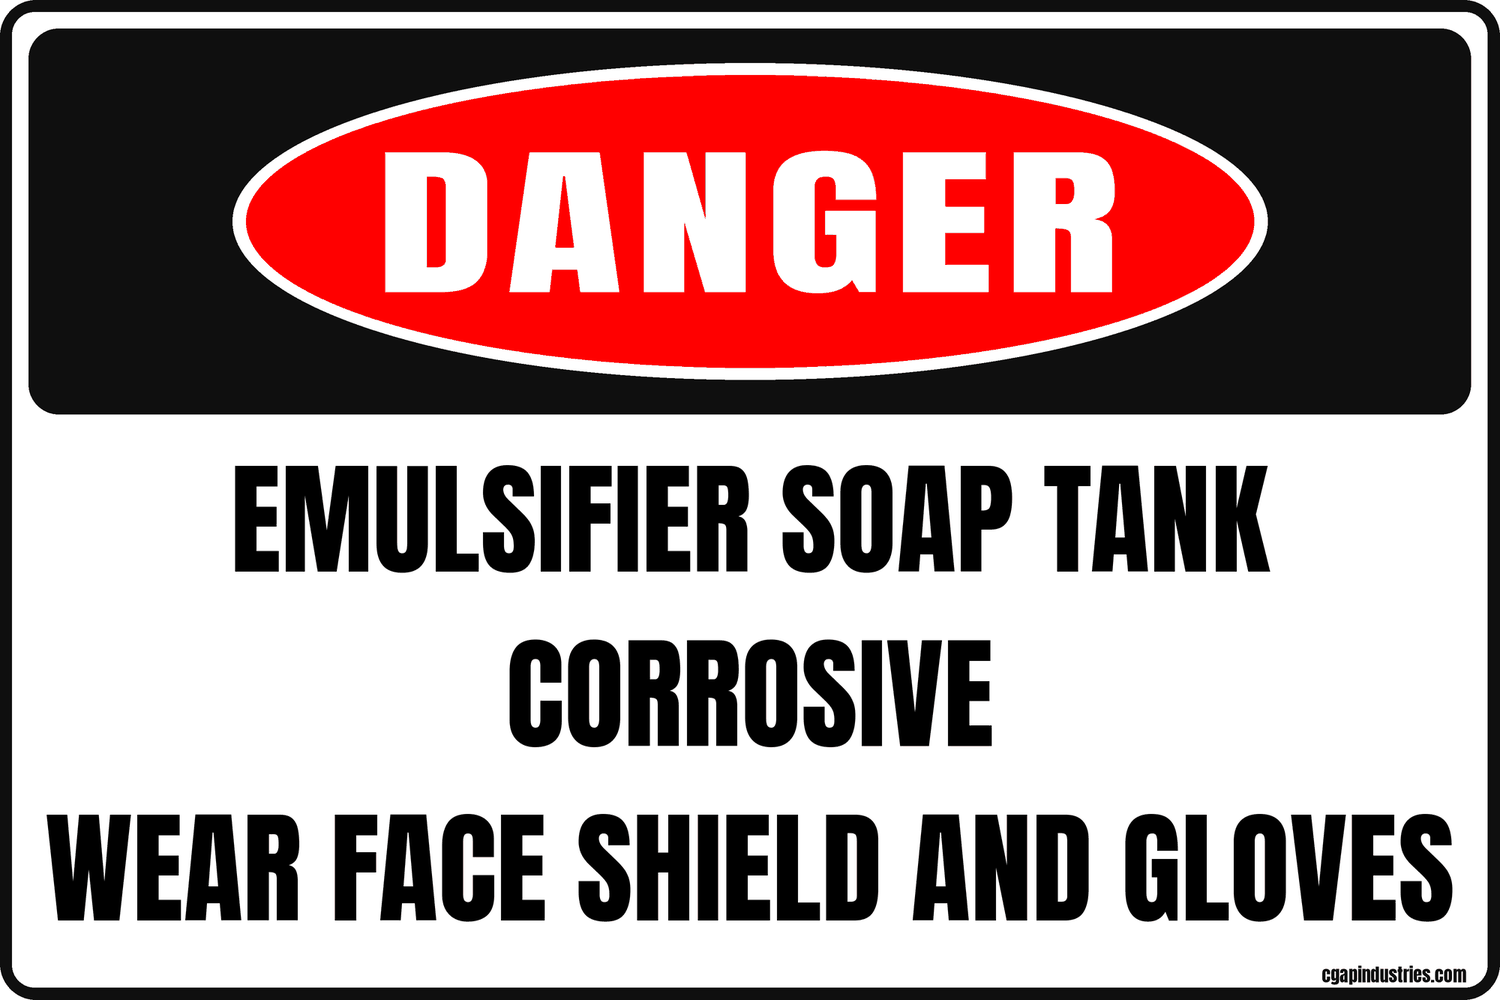 DANGER
EMULSIFIER SOAP TANK
CORROSIVE
WEAR FACE SHIELD AND GLOVES
cgapindustries.com